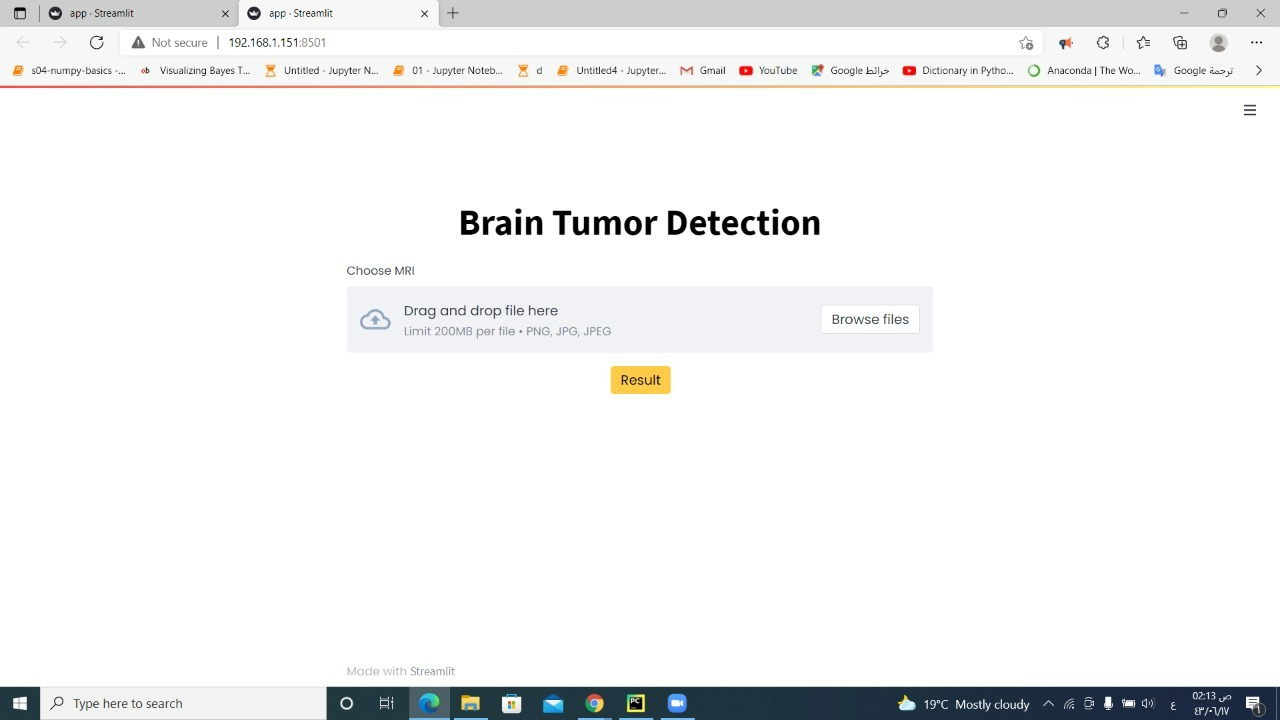 app · Streamlit
app · Streamlit
Not secure
192.168.1.151:8501
s04-numpy-basics -...
Visualizing Bayes T...
Untitled - Jupyter N...
01 - Jupyter Noteb...
d
Untitled4 - Jupyter...
Gmail
YouTube
خرائط Google
Dictionary in Pytho...
Anaconda | The Wo...
ترجمة Google
Brain Tumor Detection
Choose MRI
Drag and drop file here
Limit 200MB per file • PNG, JPG, JPEG
Browse files
Result
Made with Streamlit
Type here to search
PC
19°C Mostly cloudy
ع
02:13 ص
1